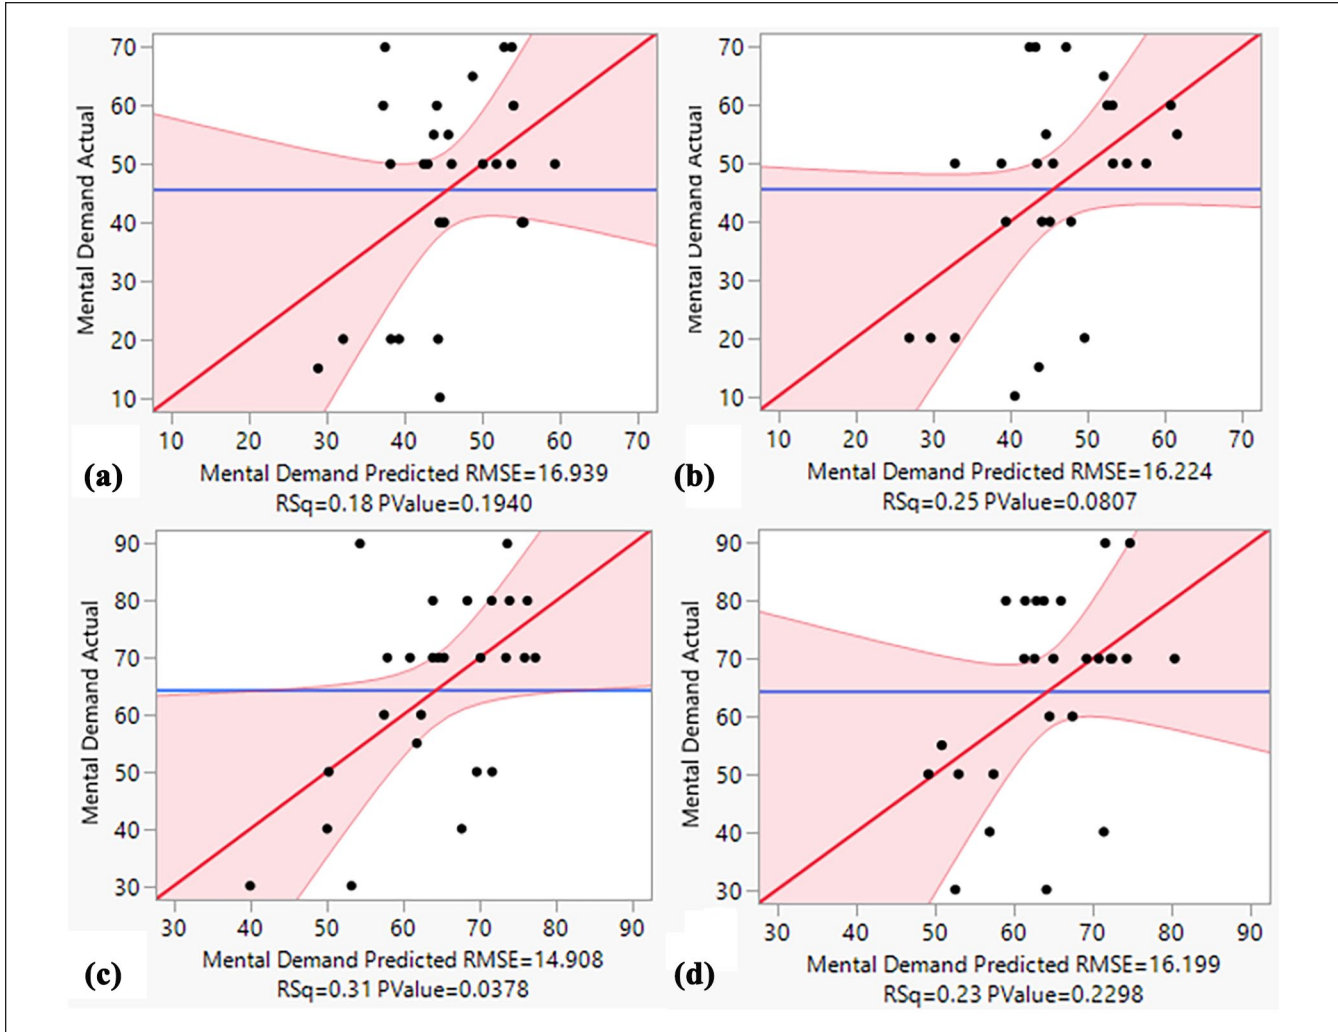 Mental Demand Actual
70
60
50
40
30
20
10
10 20 30 40 50 60 70
(a)
Mental Demand Predicted RMSE=16.939
RSq=0.18 PValue=0.1940
Mental Demand Actual
70
60
50
40
30
20
10
10 20 30 40 50 60 70
(b)
Mental Demand Predicted RMSE=16.224
RSq=0.25 PValue=0.0807
Mental Demand Actual
90
80
70
60
50
40
30
30 40 50 60 70 80 90
(c)
Mental Demand Predicted RMSE=14.908
RSq=0.31 PValue=0.0378
Mental Demand Actual
90
80
70
60
50
40
30
30 40 50 60 70 80 90
(d)
Mental Demand Predicted RMSE=16.199
RSq=0.23 PValue=0.2298